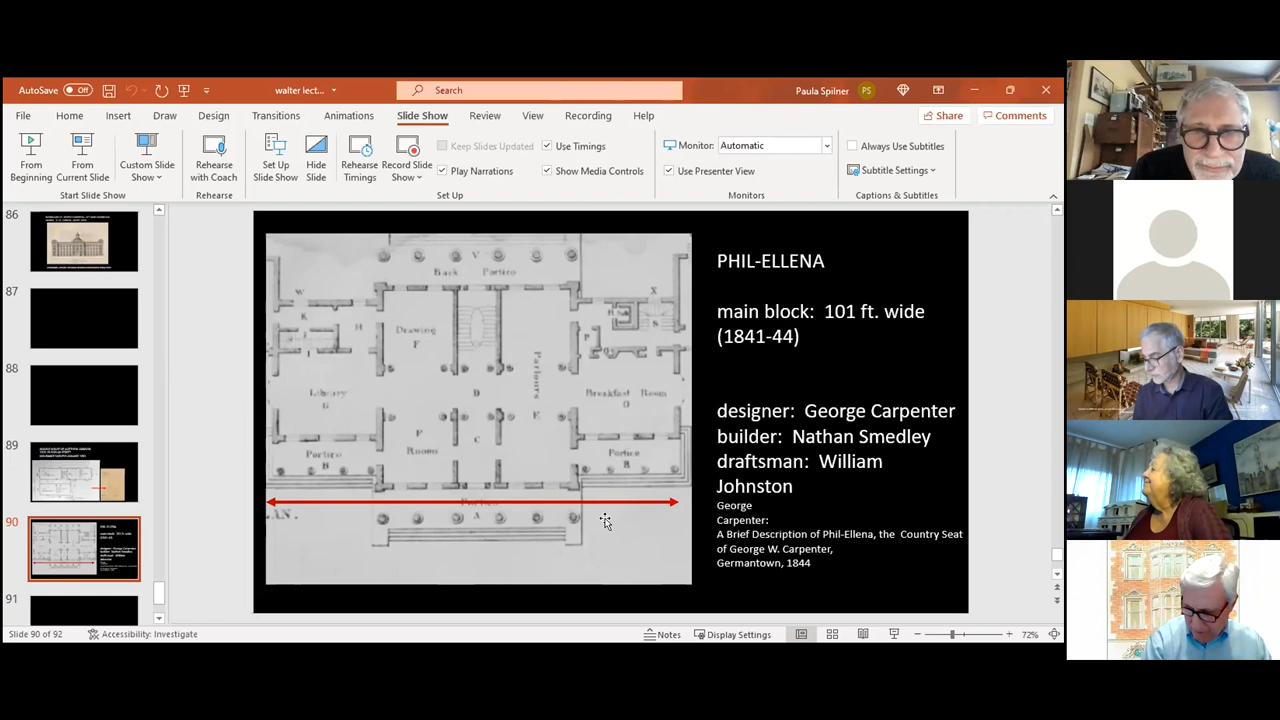 AutoSave Off walter lect... Search Paula Spilner PS
File Home Insert Draw Design Transitions Animations Slide Show Review View Recording Help Share Comments
From Beginning
From Current Slide
Custom Slide Show
Rehearse with Coach
Set Up Slide Show
Hide Slide
Rehearse Timings
Record Slide Show
Keep Slides Updated
Play Narrations
Use Timings
Show Media Controls
Monitor: Automatic
Use Presenter View
Always Use Subtitles
Subtitle Settings
Start Slide Show Rehearse Set Up Monitors Captions & Subtitles
86
87
88
89
90
91
V
Back Portico
W
X
K
H
I
S
P
Drawing
F
Parlours
E
Library
G
D
Breakfast Room
O
F
Rooms
C
Portico
B
Portice
B
Portico
A
AN.
PHIL-ELLENA
main block: 101 ft. wide
(1841-44)
designer: George Carpenter
builder: Nathan Smedley
draftsman: William
Johnston
George
Carpenter:
A Brief Description of Phil-Ellena, the Country Seat
of George W. Carpenter,
Germantown, 1844
Slide 90 of 92 Accessibility: Investigate Notes Display Settings 72%